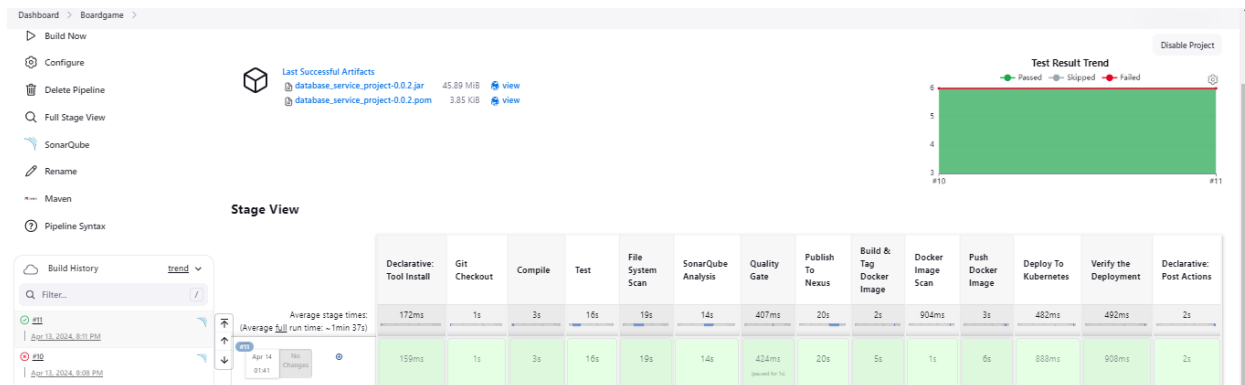 Dashboard > Boardgame >
Build Now
Configure
Delete Pipeline
Full Stage View
SonarQube
Rename
Maven
Pipeline Syntax
Build History trend
Filter... /
#11
Apr 13, 2024, 8:11 PM
#10
Apr 13, 2024, 8:08 PM
Disable Project
Last Successful Artifacts
database_service_project-0.0.2.jar 45.89 MiB view
database_service_project-0.0.2.pom 3.85 KiB view
Test Result Trend
Passed Skipped Failed
6
5
4
3
#10 #11
Stage View
Declarative: Tool Install
Git Checkout
Compile
Test
File System Scan
SonarQube Analysis
Quality Gate
Publish To Nexus
Build & Tag Docker Image
Docker Image Scan
Push Docker Image
Deploy To Kubernetes
Verify the Deployment
Declarative: Post Actions
Average stage times: 172ms 1s 3s 16s 19s 14s 407ms 20s 2s 904ms 3s 482ms 492ms 2s
(Average full run time: ~1min 37s)
#11
Apr 14
01:41
No Changes
159ms 1s 3s 16s 19s 14s 424ms 20s 5s 1s 6s 888ms 908ms 2s
(paused for 1s)